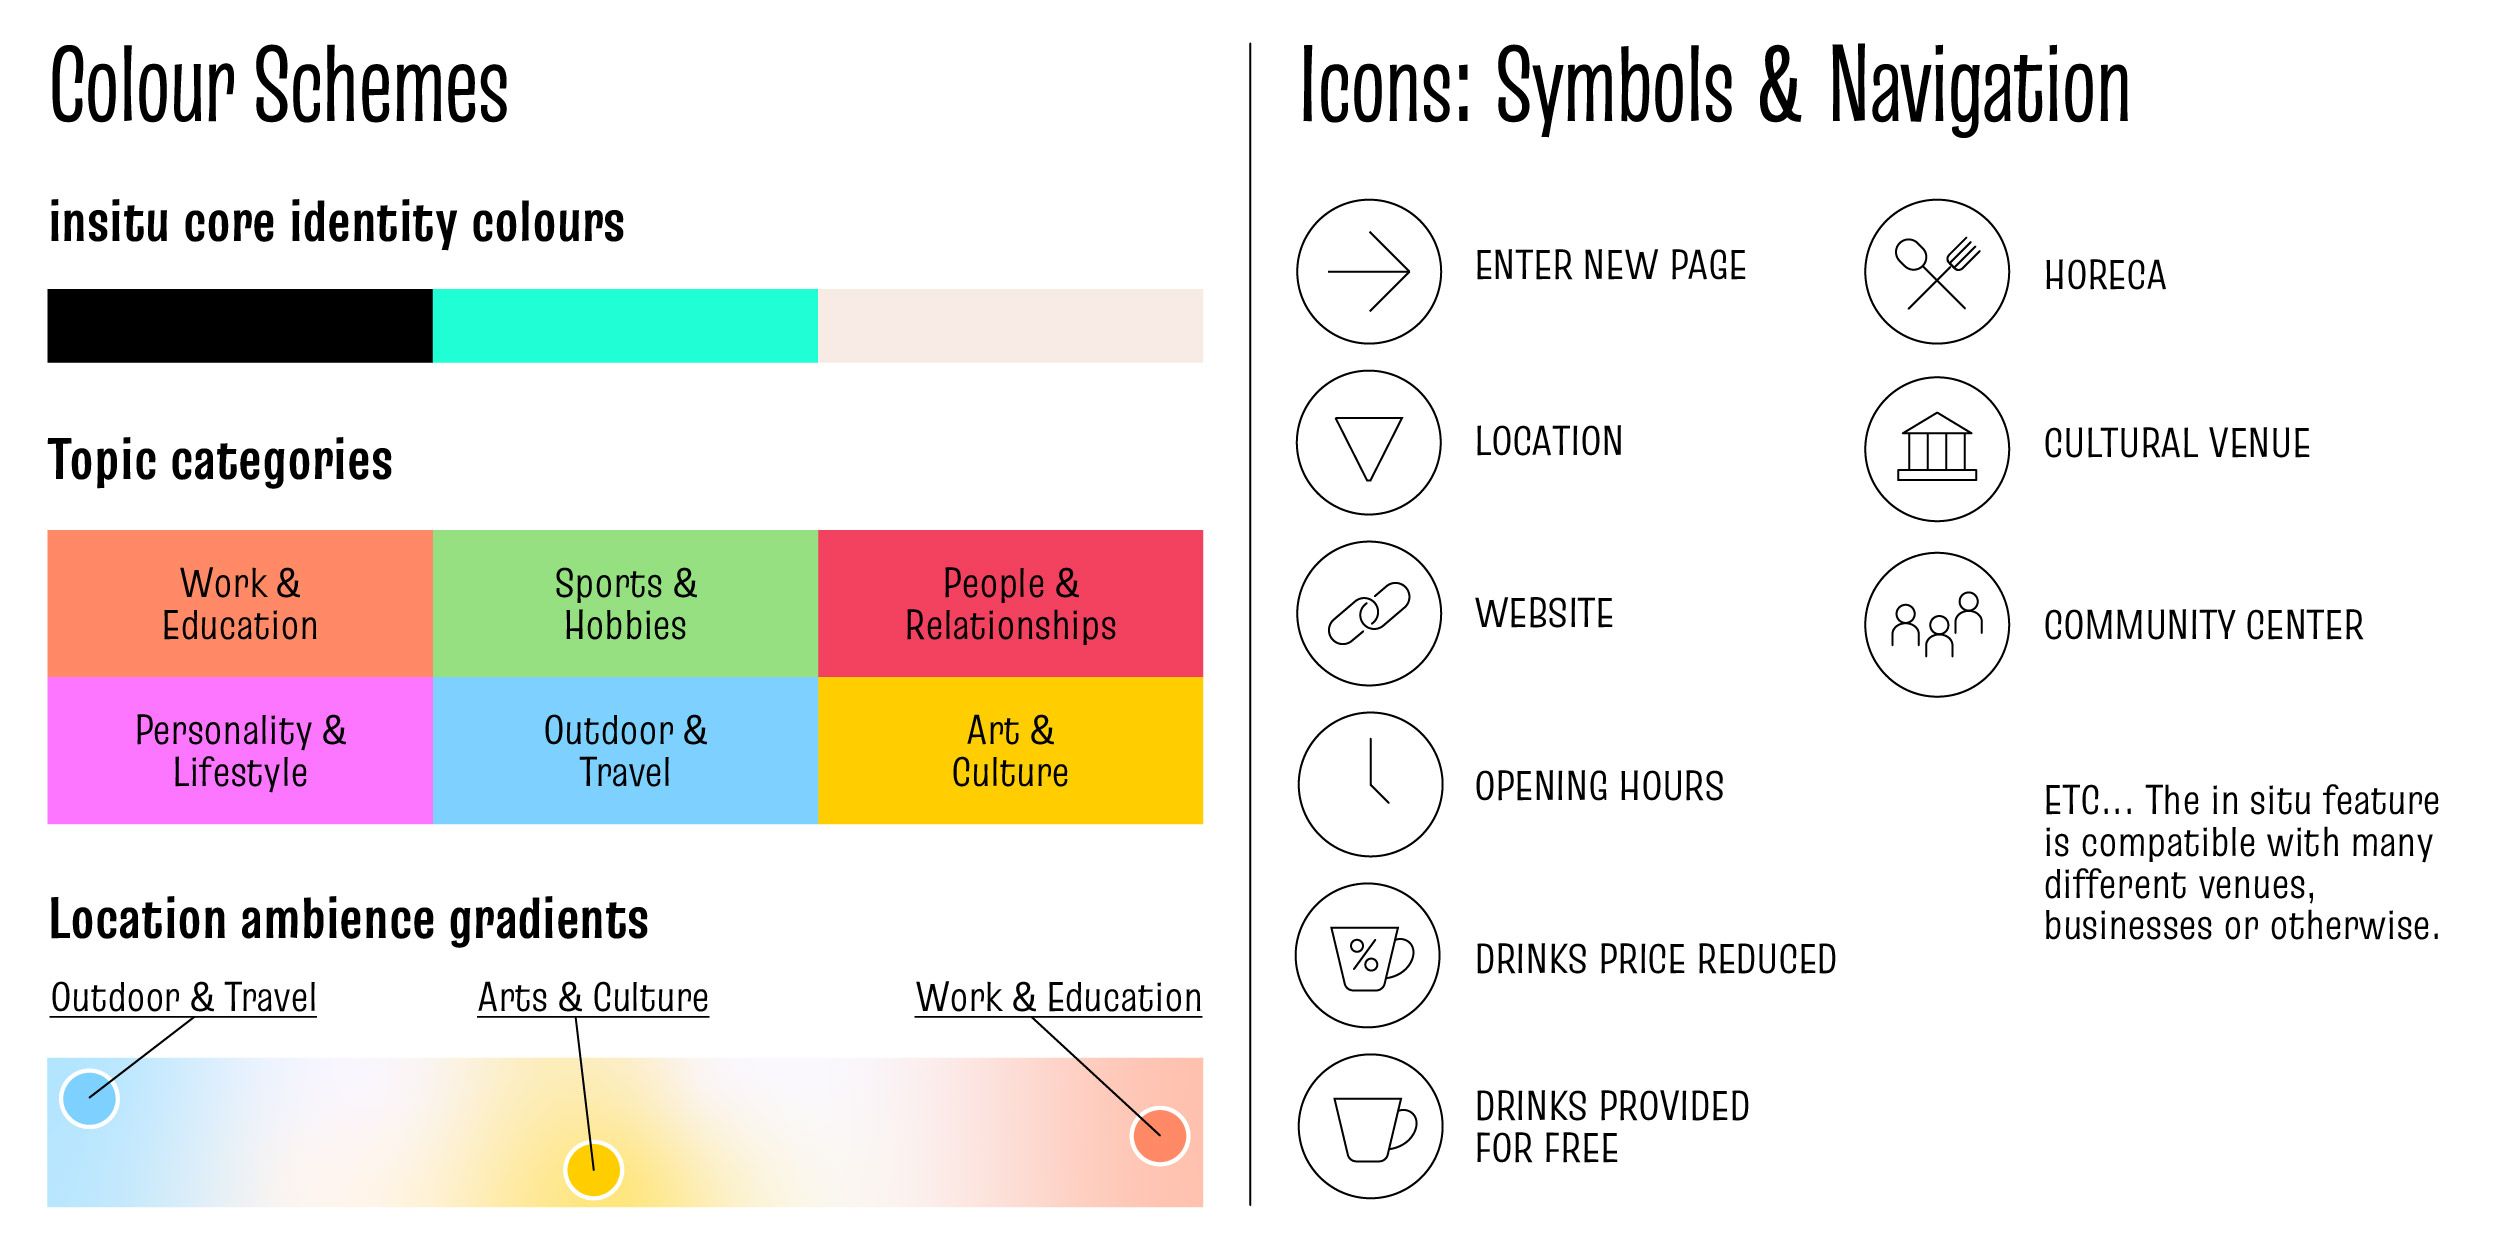 Colour Schemes
insitu core identity colours
Topic categories
Work &
Education
Sports &
Hobbies
People &
Relationships
Personality &
Lifestyle
Outdoor &
Travel
Art &
Culture
Location ambience gradients
Outdoor & Travel
Arts & Culture
Work & Education
Icons: Symbols & Navigation
ENTER NEW PAGE
LOCATION
WEBSITE
OPENING HOURS
%
DRINKS PRICE REDUCED
DRINKS PROVIDED
FOR FREE
HORECA
CULTURAL VENUE
COMMUNITY CENTER
ETC... The in situ feature
is compatible with many
different venues,
businesses or otherwise.